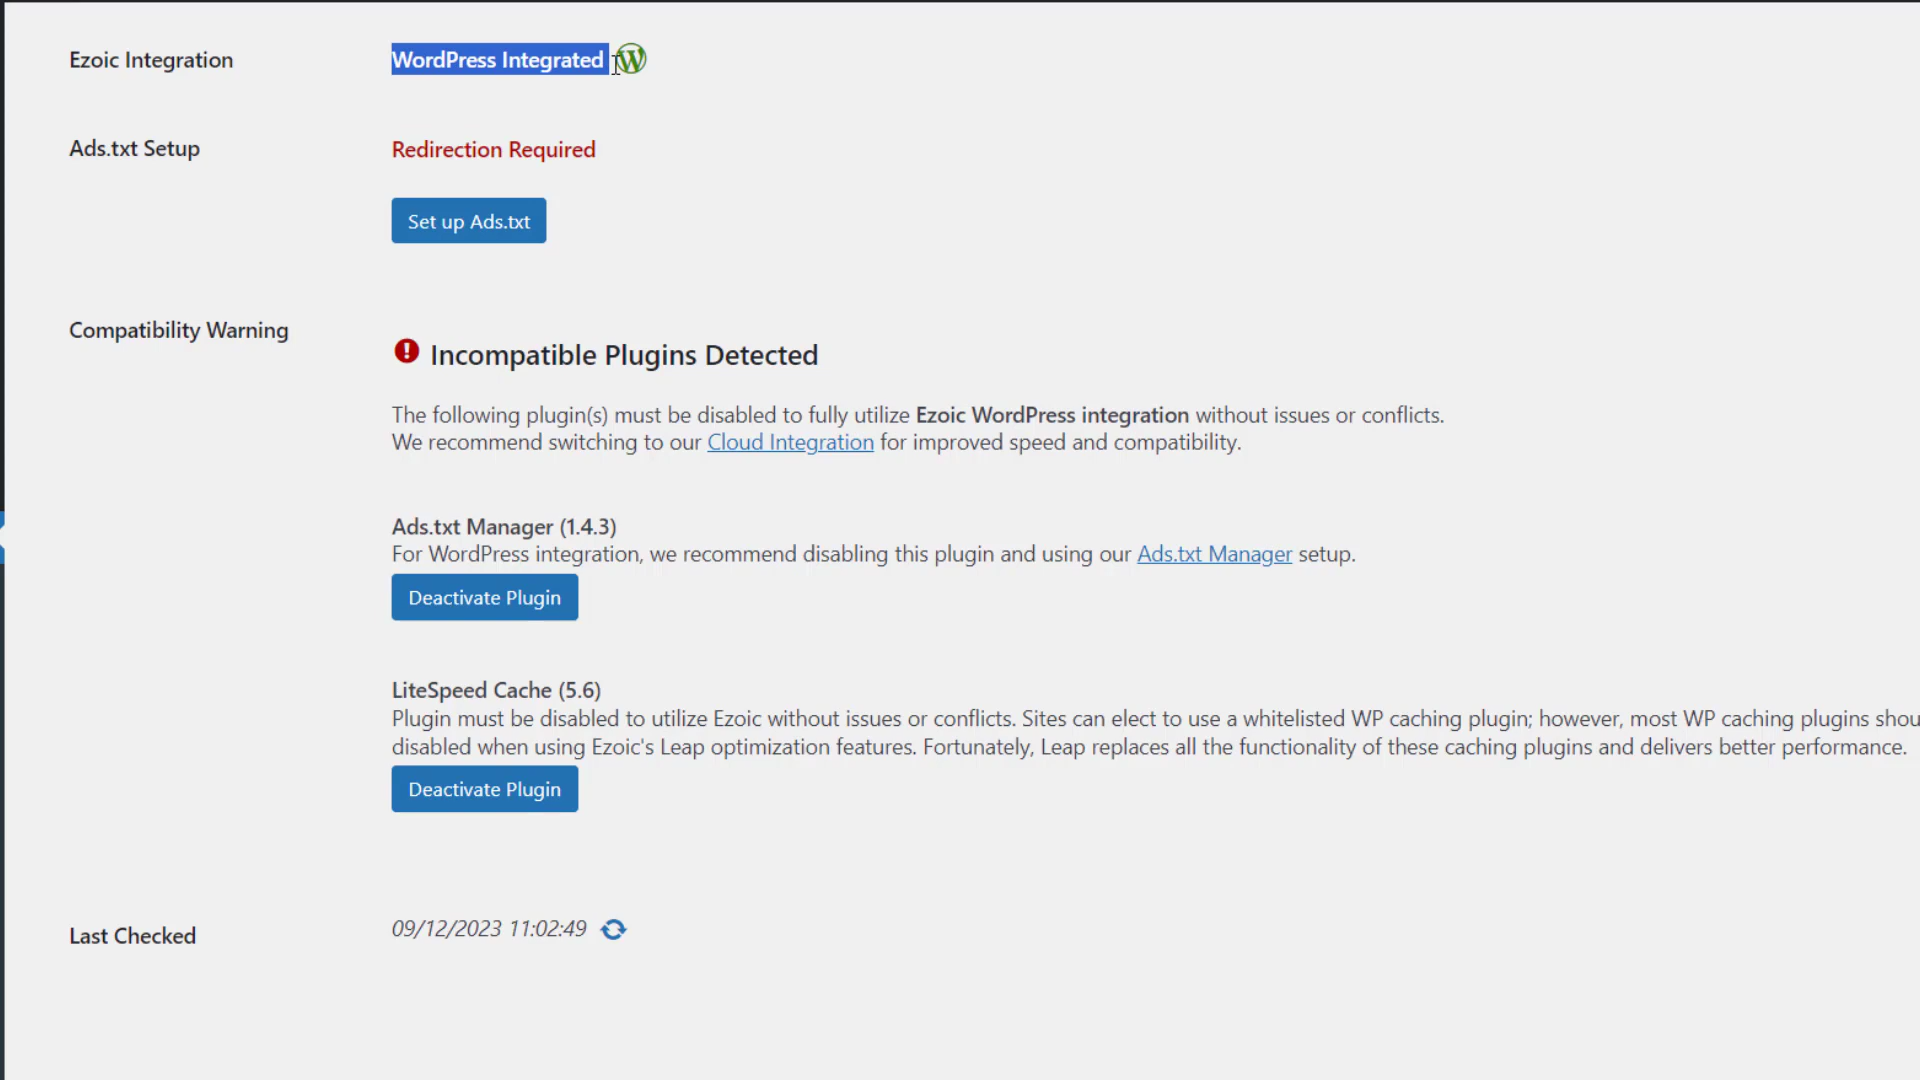 Ezoic Integration
WordPress Integrated
Ads.txt Setup
Redirection Required
Set up Ads.txt
Compatibility Warning
Incompatible Plugins Detected
The following plugin(s) must be disabled to fully utilize Ezoic WordPress integration without issues or conflicts.
We recommend switching to our Cloud Integration for improved speed and compatibility.
Ads.txt Manager (1.4.3)
For WordPress integration, we recommend disabling this plugin and using our Ads.txt Manager setup.
Deactivate Plugin
LiteSpeed Cache (5.6)
Plugin must be disabled to utilize Ezoic without issues or conflicts. Sites can elect to use a whitelisted WP caching plugin; however, most WP caching plugins shou
disabled when using Ezoic's Leap optimization features. Fortunately, Leap replaces all the functionality of these caching plugins and delivers better performance.
Deactivate Plugin
Last Checked
09/12/2023 11:02:49